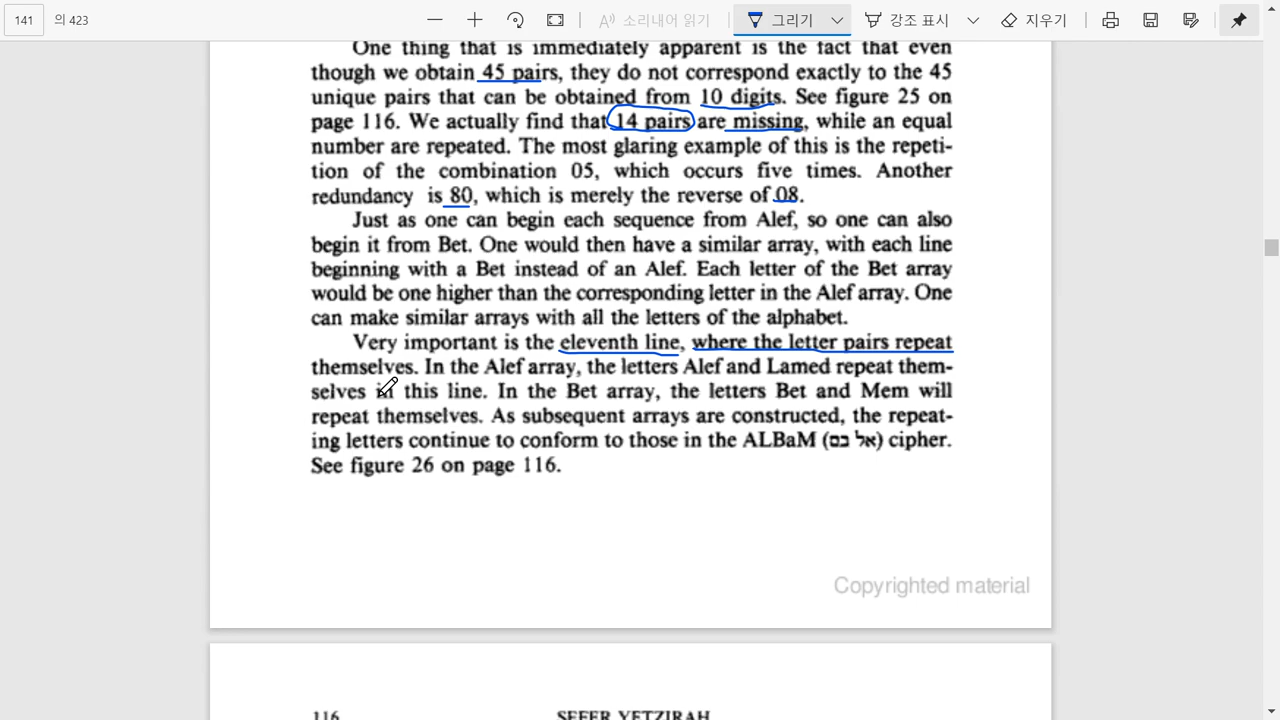 141 의 423 소리내어 읽기 그리기 강조 표시 지우기
One thing that is immediately apparent is the fact that even
though we obtain 45 pairs, they do not correspond exactly to the 45
unique pairs that can be obtained from 10 digits. See figure 25 on
page 116. We actually find that 14 pairs are missing, while an equal
number are repeated. The most glaring example of this is the repeti-
tion of the combination 05, which occurs five times. Another
redundancy is 80, which is merely the reverse of 08.
Just as one can begin each sequence from Alef, so one can also
begin it from Bet. One would then have a similar array, with each line
beginning with a Bet instead of an Alef. Each letter of the Bet array
would be one higher than the corresponding letter in the Alef array. One
can make similar arrays with all the letters of the alphabet.
Very important is the eleventh line, where the letter pairs repeat
themselves. In the Alef array, the letters Alef and Lamed repeat them-
selves in this line. In the Bet array, the letters Bet and Mem will
repeat themselves. As subsequent arrays are constructed, the repeat-
ing letters continue to conform to those in the ALBaM (אל בם) cipher.
See figure 26 on page 116.
Copyrighted material
116 SEFER YETZIRAH